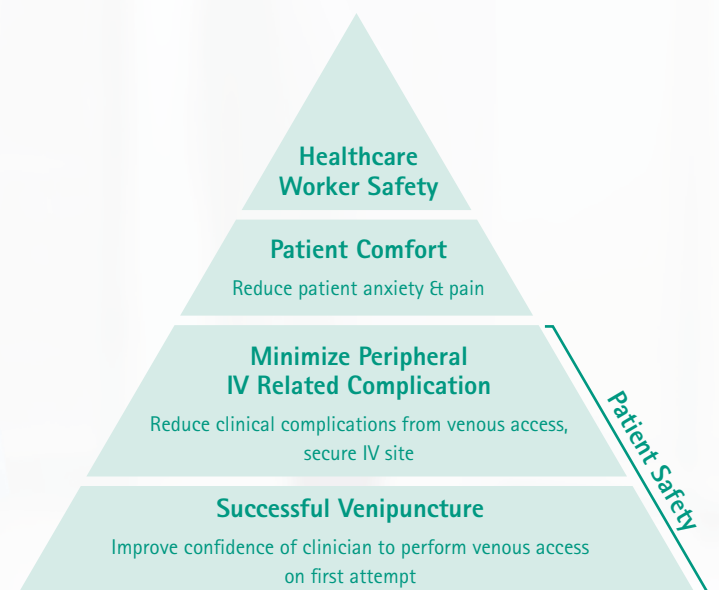 Healthcare
Worker Safety
Patient Comfort
Reduce patient anxiety & pain
Minimize Peripheral
IV Related Complication
Reduce clinical complications from venous access,
secure IV site
Patient Safety
Successful Venipuncture
Improve confidence of clinician to perform venous access
on first attempt